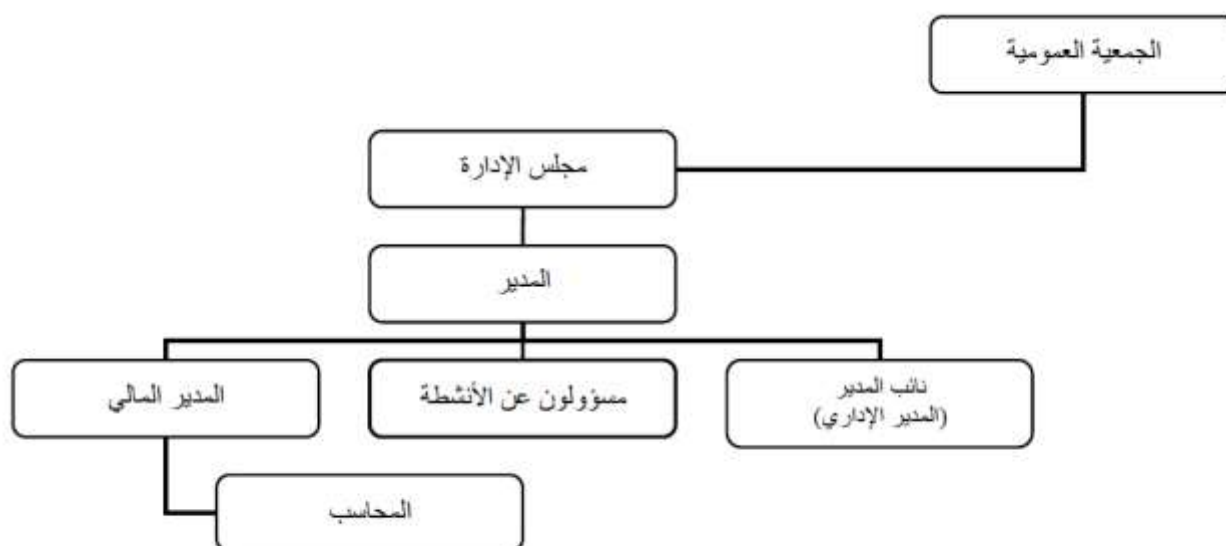 الجمعية العمومية
مجلس الإدارة
المدير
نائب المدير
(المدير الإداري)
مسؤولون عن الأنشطة
المدير المالي
المحاسب